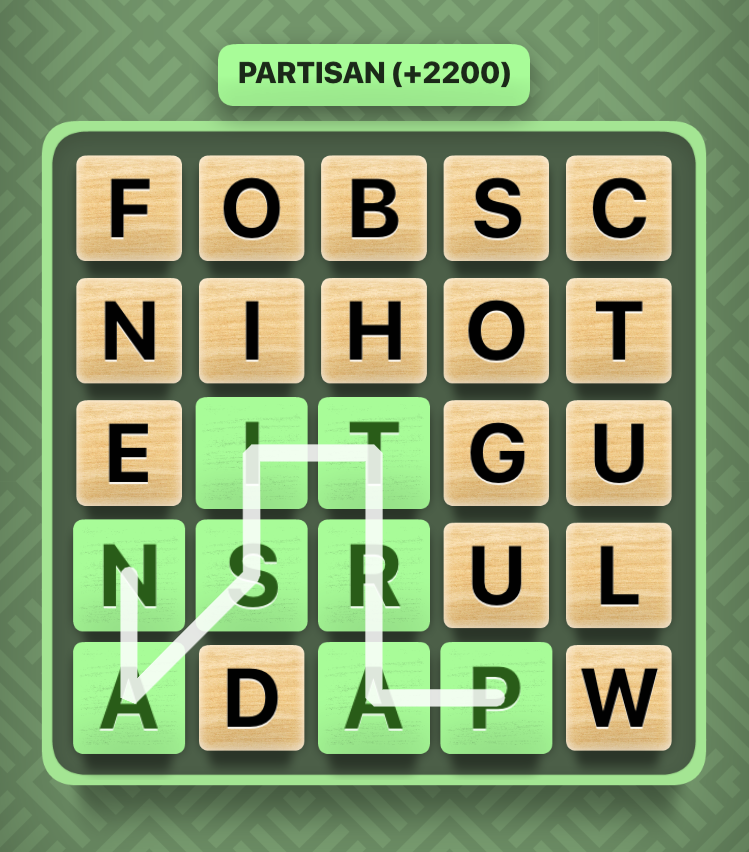 PARTISAN (+2200)
F O B S C
N I H O T
E I T G U
N S R U L
A D A P W